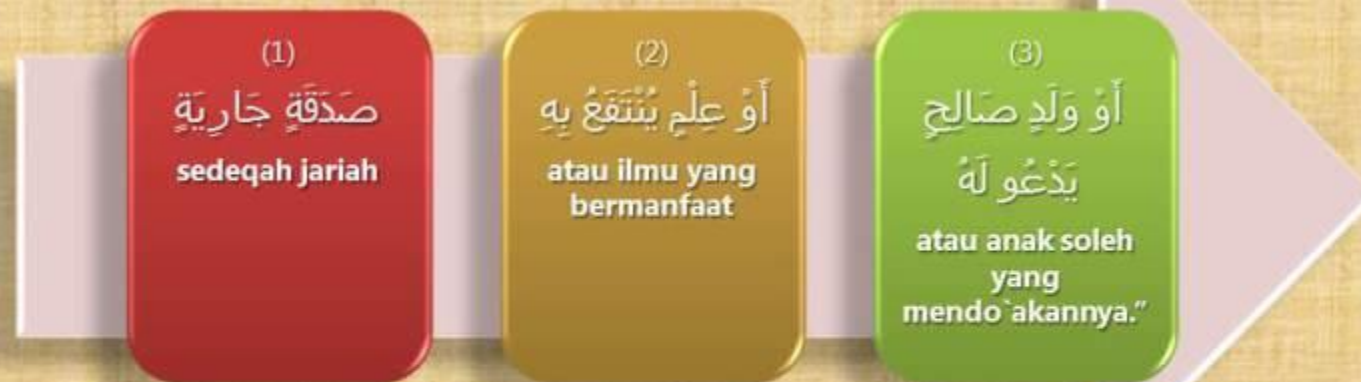 (1)
صَدَقَةٍ جَارِيَةٍ
sedeqah jariah
(2)
أَوْ عِلْمٍ يُنْتَفَعُ بِهِ
atau ilmu yang
bermanfaat
(3)
أَوْ وَلَدٍ صَالِحٍ
يَدْعُو لَهُ
atau anak soleh
yang
mendo`akannya.”